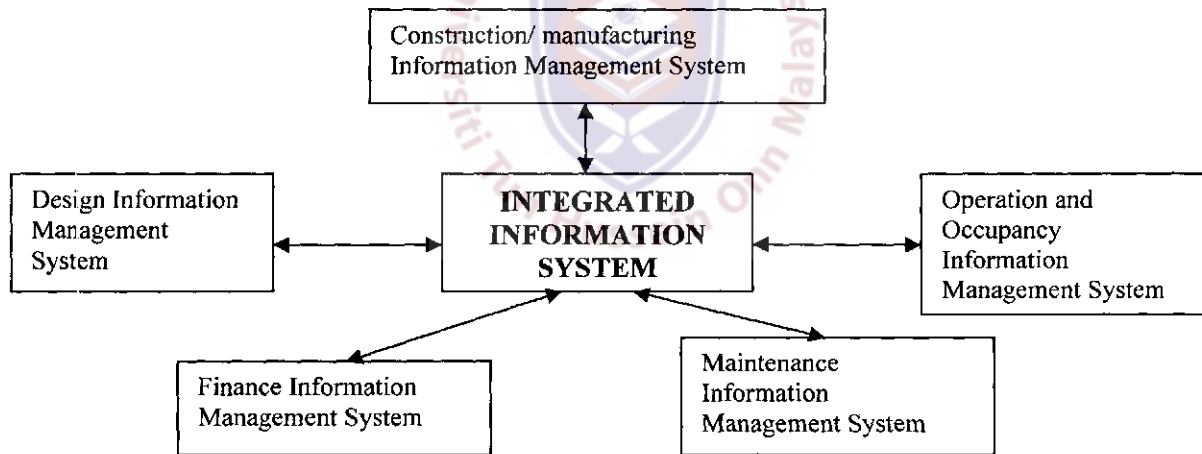 Construction/ manufacturing
Information Management System
Design Information
Management
System
INTEGRATED
INFORMATION
SYSTEM
Operation and
Occupancy
Information
Management System
Finance Information
Management System
Maintenance
Information
Management System